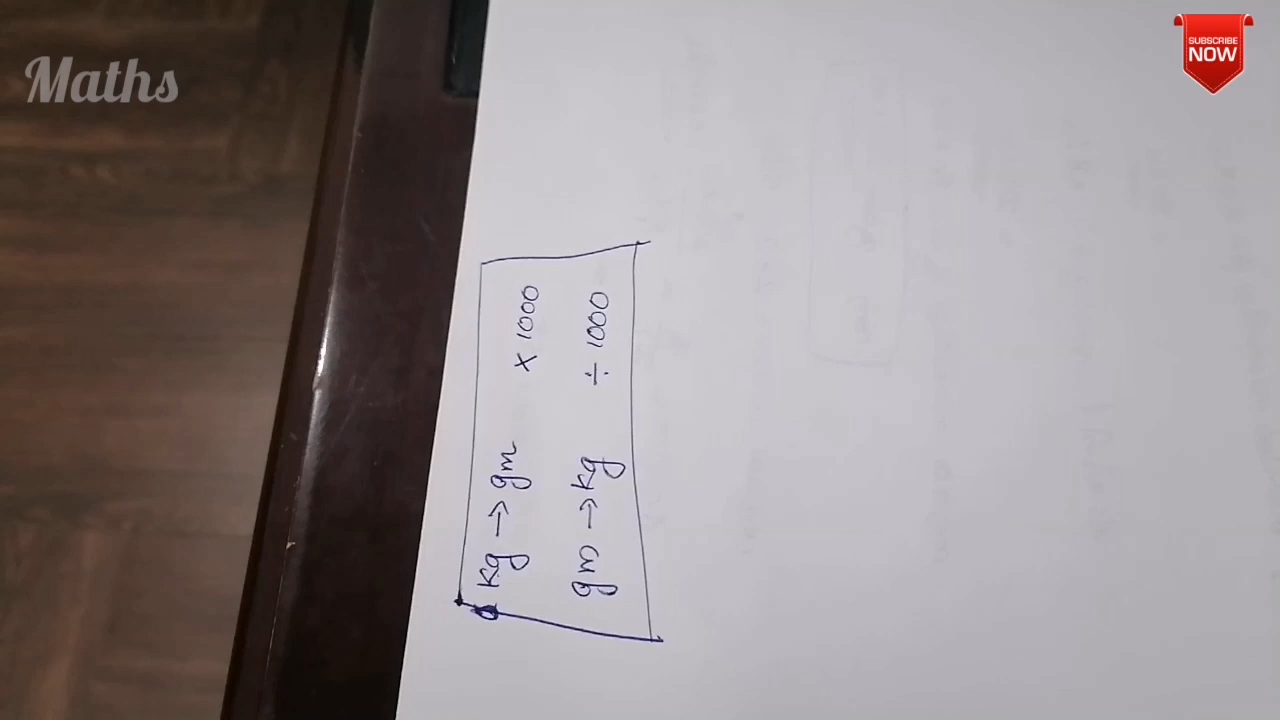 Maths
SUBSCRIBE
NOW
kg → gm × 1000
gm → kg ÷ 1000